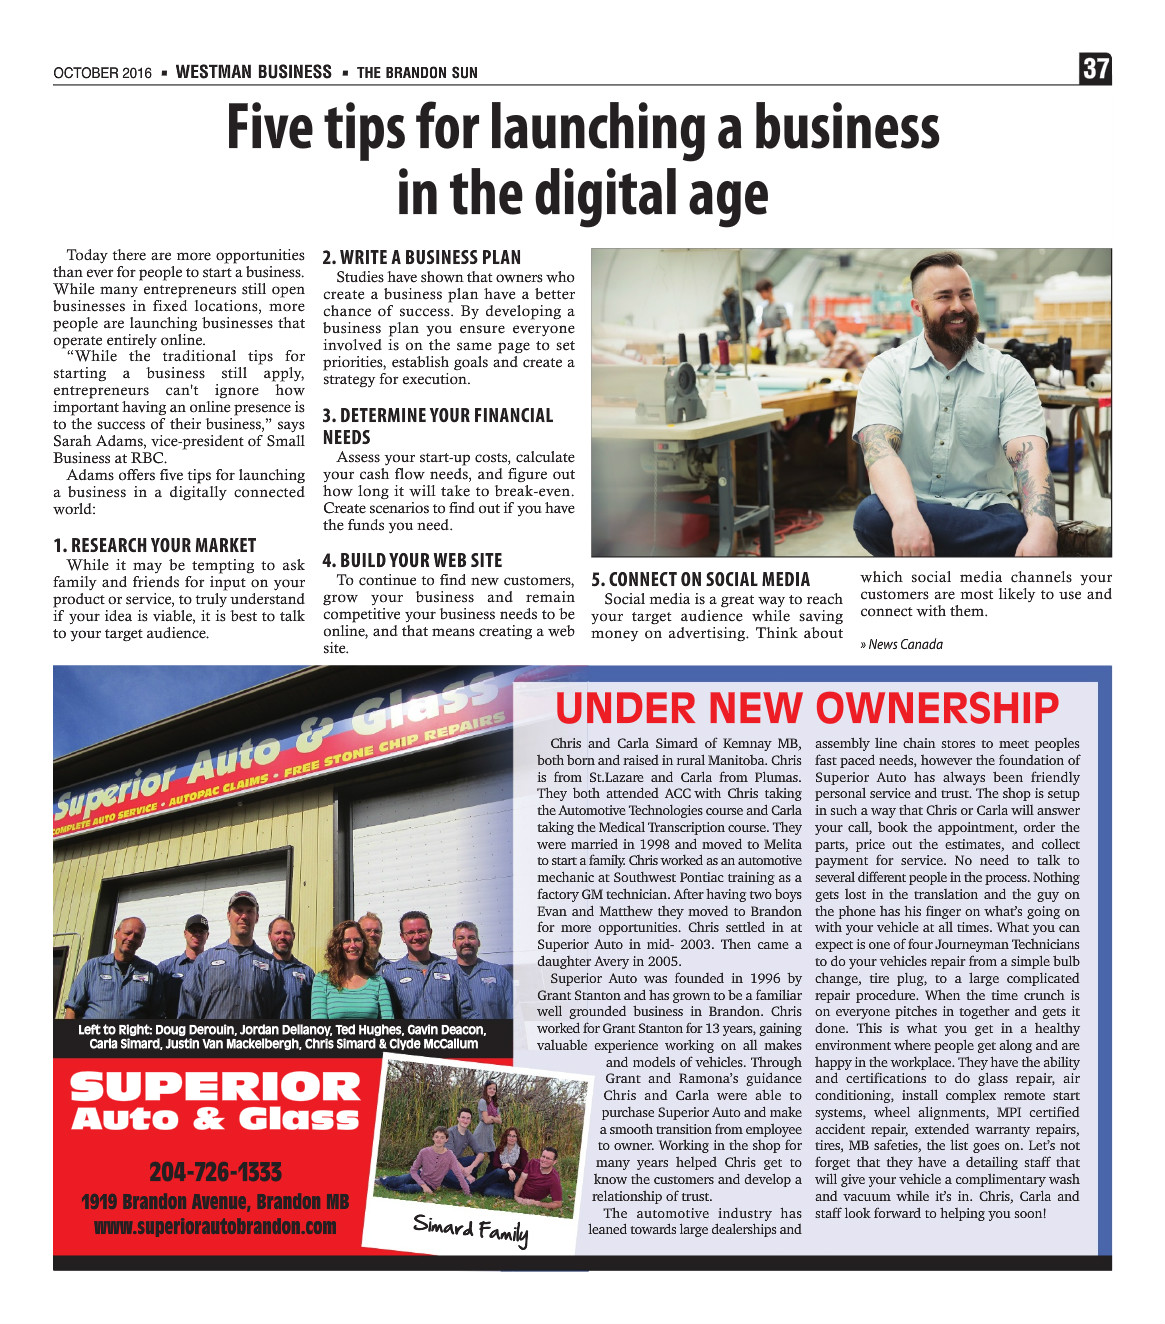 OCTOBER 2016 ▪ WESTMAN BUSINESS ▪ THE BRANDON SUN
37
Five tips for launching a business
in the digital age
Today there are more opportunities
than ever for people to start a business.
While many entrepreneurs still open
businesses in fixed locations, more
people are launching businesses that
operate entirely online.
“While the traditional tips for
starting a business still apply,
entrepreneurs can't ignore how
important having an online presence is
to the success of their business,” says
Sarah Adams, vice-president of Small
Business at RBC.
Adams offers five tips for launching
a business in a digitally connected
world:
1. RESEARCH YOUR MARKET
While it may be tempting to ask
family and friends for input on your
product or service, to truly understand
if your idea is viable, it is best to talk
to your target audience.
2. WRITE A BUSINESS PLAN
Studies have shown that owners who
create a business plan have a better
chance of success. By developing a
business plan you ensure everyone
involved is on the same page to set
priorities, establish goals and create a
strategy for execution.
3. DETERMINE YOUR FINANCIAL
NEEDS
Assess your start-up costs, calculate
your cash flow needs, and figure out
how long it will take to break-even.
Create scenarios to find out if you have
the funds you need.
4. BUILD YOUR WEB SITE
To continue to find new customers,
grow your business and remain
competitive your business needs to be
online, and that means creating a web
site.
5. CONNECT ON SOCIAL MEDIA
Social media is a great way to reach
your target audience while saving
money on advertising. Think about
which social media channels your
customers are most likely to use and
connect with them.
» News Canada
Superior Auto & Glass
COMPLETE AUTO SERVICE • AUTOPAC CLAIMS • FREE STONE CHIP REPAIRS
Left to Right: Doug Derouin, Jordan Dellanoy, Ted Hughes, Gavin Deacon,
Carla Simard, Justin Van Mackelbergh, Chris Simard & Clyde McCallum
SUPERIOR
Auto & Glass
204-726-1333
1919 Brandon Avenue, Brandon MB
www.superiorautobrandon.com
Simard Family
UNDER NEW OWNERSHIP
Chris and Carla Simard of Kemnay MB,
both born and raised in rural Manitoba. Chris
is from St.Lazare and Carla from Plumas.
They both attended ACC with Chris taking
the Automotive Technologies course and Carla
taking the Medical Transcription course. They
were married in 1998 and moved to Melita
to start a family. Chris worked as an automotive
mechanic at Southwest Pontiac training as a
factory GM technician. After having two boys
Evan and Matthew they moved to Brandon
for more opportunities. Chris settled in at
Superior Auto in mid- 2003. Then came a
daughter Avery in 2005.
Superior Auto was founded in 1996 by
Grant Stanton and has grown to be a familiar
well grounded business in Brandon. Chris
worked for Grant Stanton for 13 years, gaining
valuable experience working on all makes
and models of vehicles. Through
Grant and Ramona’s guidance
Chris and Carla were able to
purchase Superior Auto and make
a smooth transition from employee
to owner. Working in the shop for
many years helped Chris get to
know the customers and develop a
relationship of trust.
The automotive industry has
leaned towards large dealerships and
assembly line chain stores to meet peoples
fast paced needs, however the foundation of
Superior Auto has always been friendly
personal service and trust. The shop is setup
in such a way that Chris or Carla will answer
your call, book the appointment, order the
parts, price out the estimates, and collect
payment for service. No need to talk to
several different people in the process. Nothing
gets lost in the translation and the guy on
the phone has his finger on what’s going on
with your vehicle at all times. What you can
expect is one of four Journeyman Technicians
to do your vehicles repair from a simple bulb
change, tire plug, to a large complicated
repair procedure. When the time crunch is
on everyone pitches in together and gets it
done. This is what you get in a healthy
environment where people get along and are
happy in the workplace. They have the ability
and certifications to do glass repair, air
conditioning, install complex remote start
systems, wheel alignments, MPI certified
accident repair, extended warranty repairs,
tires, MB safeties, the list goes on. Let’s not
forget that they have a detailing staff that
will give your vehicle a complimentary wash
and vacuum while it’s in. Chris, Carla and
staff look forward to helping you soon!